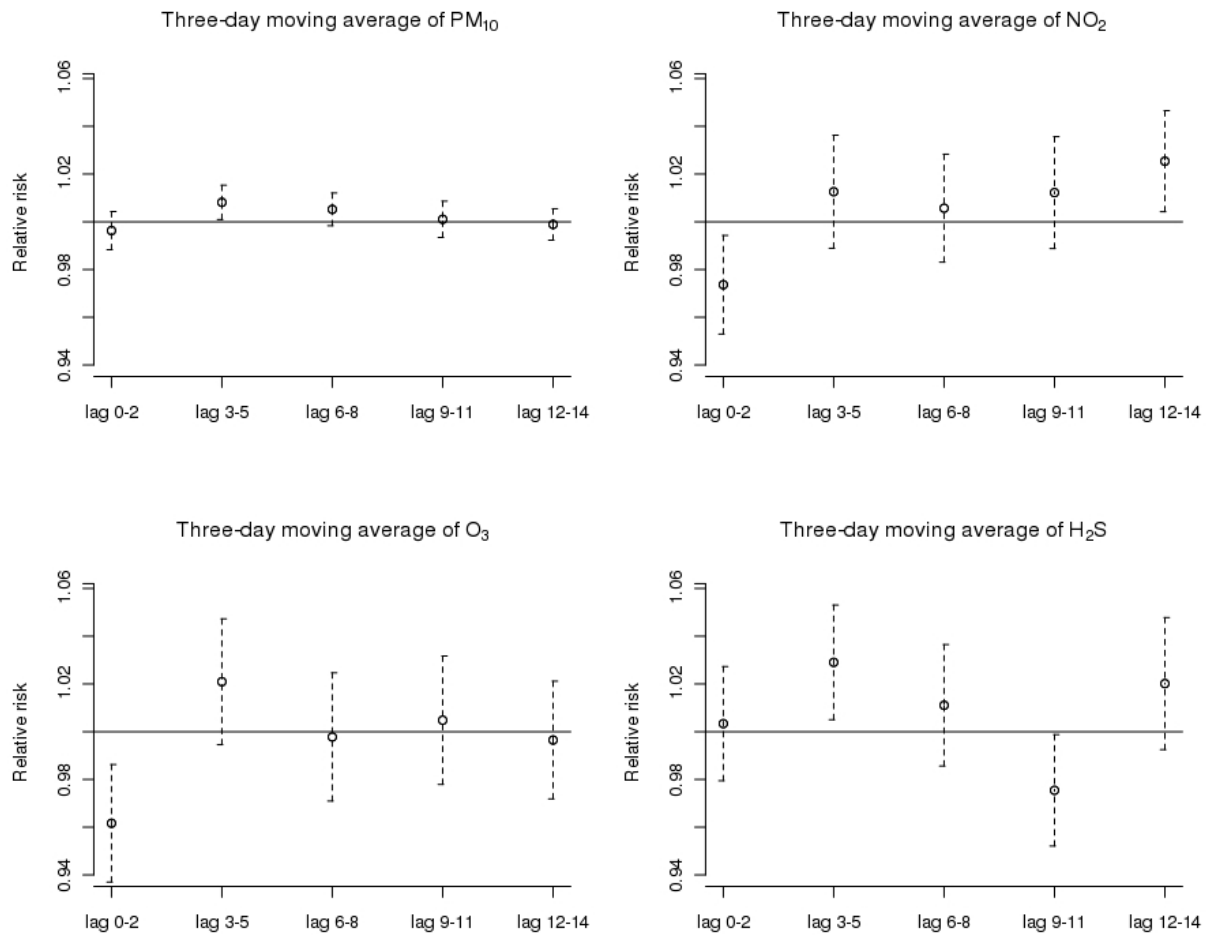 Three-day moving average of PM₁₀
Relative risk
1.06
1.02
0.98
0.94
lag 0-2 lag 3-5 lag 6-8 lag 9-11 lag 12-14
Three-day moving average of NO₂
Relative risk
1.06
1.02
0.98
0.94
lag 0-2 lag 3-5 lag 6-8 lag 9-11 lag 12-14
Three-day moving average of O₃
Relative risk
1.06
1.02
0.98
0.94
lag 0-2 lag 3-5 lag 6-8 lag 9-11 lag 12-14
Three-day moving average of H₂S
Relative risk
1.06
1.02
0.98
0.94
lag 0-2 lag 3-5 lag 6-8 lag 9-11 lag 12-14